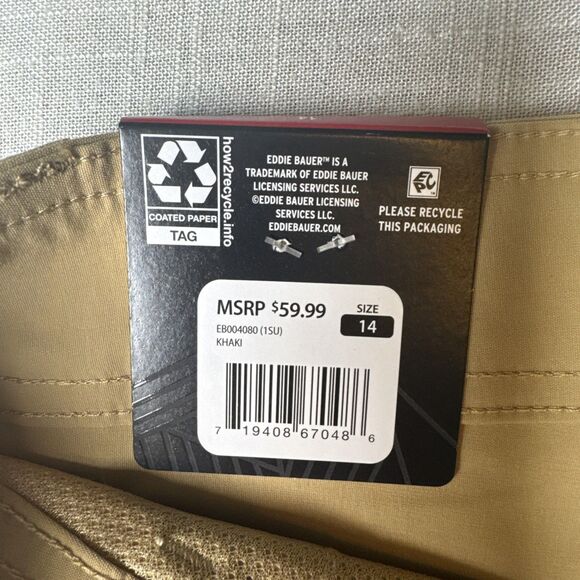 how2recycle.info
COATED PAPER
TAG
EDDIE BAUER™ IS A
TRADEMARK OF EDDIE BAUER
LICENSING SERVICES LLC.
©EDDIE BAUER LICENSING
SERVICES LLC.
EDDIEBAUER.COM
PLEASE RECYCLE
THIS PACKAGING
MSRP $59.99
SIZE
14
EB004080 (1SU)
KHAKI
7 19408 67048 6